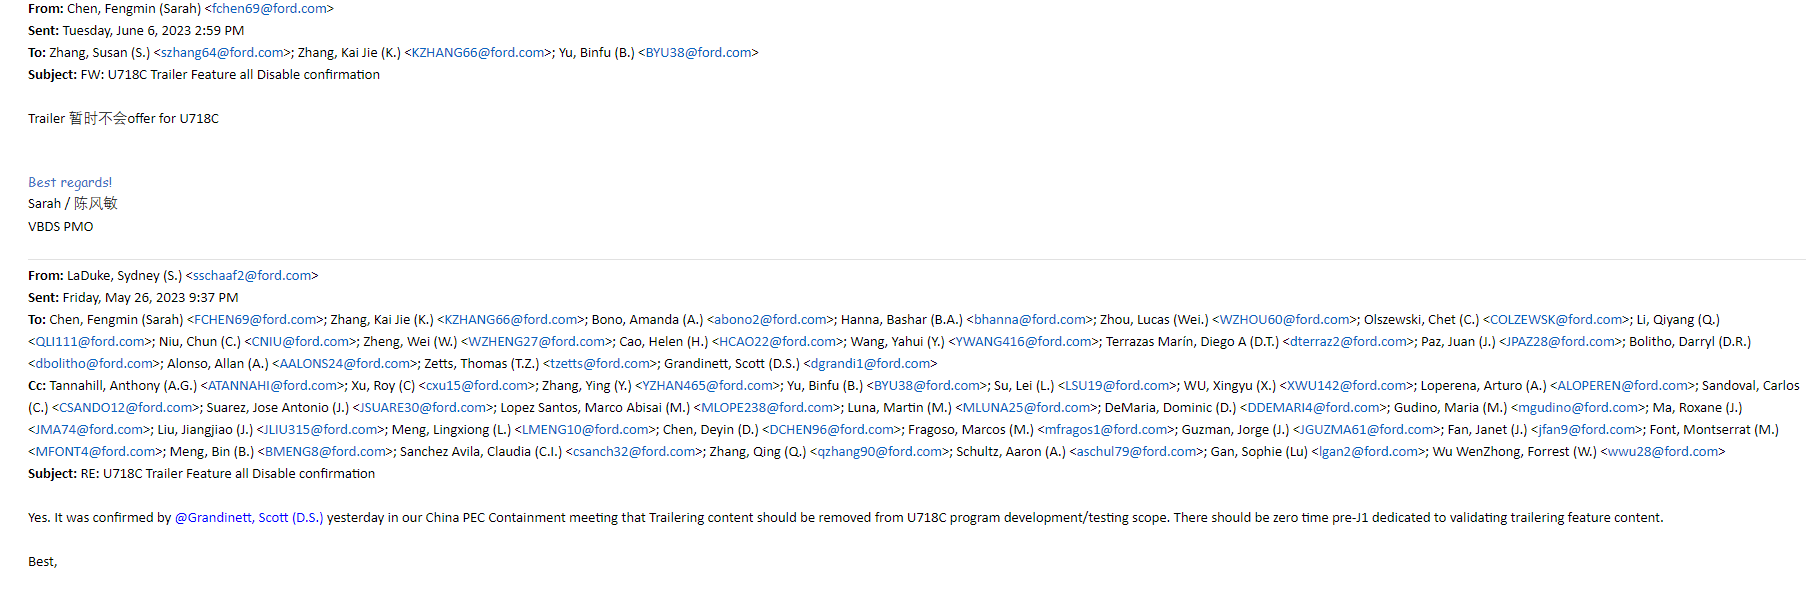 From: Chen, Fengmin (Sarah) <fchen69@ford.com>
Sent: Tuesday, June 6, 2023 2:59 PM
To: Zhang, Susan (S.) <szhang64@ford.com>; Zhang, Kai Jie (K.) <KZHANG66@ford.com>; Yu, Binfu (B.) <BYU38@ford.com>
Subject: FW: U718C Trailer Feature all Disable confirmation
Trailer 暂时不会offer for U718C
Best regards!
Sarah / 陈风敏
VBDS PMO
From: LaDuke, Sydney (S.) <sschaaf2@ford.com>
Sent: Friday, May 26, 2023 9:37 PM
To: Chen, Fengmin (Sarah) <FCHEN69@ford.com>; Zhang, Kai Jie (K.) <KZHANG66@ford.com>; Bono, Amanda (A.) <abono2@ford.com>; Hanna, Bashar (B.A.) <bhanna@ford.com>; Zhou, Lucas (Wei.) <WZHOU60@ford.com>; Olszewski, Chet (C.) <COLZEWSK@ford.com>; Li, Qiyang (Q.)
<QLI111@ford.com>; Niu, Chun (C.) <CNIU@ford.com>; Zheng, Wei (W.) <WZHENG27@ford.com>; Cao, Helen (H.) <HCAO22@ford.com>; Wang, Yahui (Y.) <YWANG416@ford.com>; Terrazas Marín, Diego A (D.T.) <dterraz2@ford.com>; Paz, Juan (J.) <JPAZ28@ford.com>; Bolitho, Darryl (D.R.)
<dbolitho@ford.com>; Alonso, Allan (A.) <AALONS24@ford.com>; Zetts, Thomas (T.Z.) <tzetts@ford.com>; Grandinett, Scott (D.S.) <dgrandi1@ford.com>
Cc: Tannahill, Anthony (A.G.) <ATANNAHI@ford.com>; Xu, Roy (C) <cxu15@ford.com>; Zhang, Ying (Y.) <YZHAN465@ford.com>; Yu, Binfu (B.) <BYU38@ford.com>; Su, Lei (L.) <LSU19@ford.com>; WU, Xingyu (X.) <XWU142@ford.com>; Loperena, Arturo (A.) <ALOPEREN@ford.com>; Sandoval, Carlos
(C.) <CSANDO12@ford.com>; Suarez, Jose Antonio (J.) <JSUARE30@ford.com>; Lopez Santos, Marco Abisai (M.) <MLOPE238@ford.com>; Luna, Martin (M.) <MLUNA25@ford.com>; DeMaria, Dominic (D.) <DDEMARI4@ford.com>; Gudino, Maria (M.) <mgudino@ford.com>; Ma, Roxane (J.)
<JMA74@ford.com>; Liu, Jiangjiao (J.) <JLIU315@ford.com>; Meng, Lingxiong (L.) <LMENG10@ford.com>; Chen, Deyin (D.) <DCHEN96@ford.com>; Fragoso, Marcos (M.) <mfragos1@ford.com>; Guzman, Jorge (J.) <JGUZMA61@ford.com>; Fan, Janet (J.) <jfan9@ford.com>; Font, Montserrat (M.)
<MFONT4@ford.com>; Meng, Bin (B.) <BMENG8@ford.com>; Sanchez Avila, Claudia (C.I.) <csanch32@ford.com>; Zhang, Qing (Q.) <qzhang90@ford.com>; Schultz, Aaron (A.) <aschul79@ford.com>; Gan, Sophie (Lu) <lgan2@ford.com>; Wu WenZhong, Forrest (W.) <wwu28@ford.com>
Subject: RE: U718C Trailer Feature all Disable confirmation
Yes. It was confirmed by @Grandinett, Scott (D.S.) yesterday in our China PEC Containment meeting that Trailering content should be removed from U718C program development/testing scope. There should be zero time pre-J1 dedicated to validating trailering feature content.
Best,